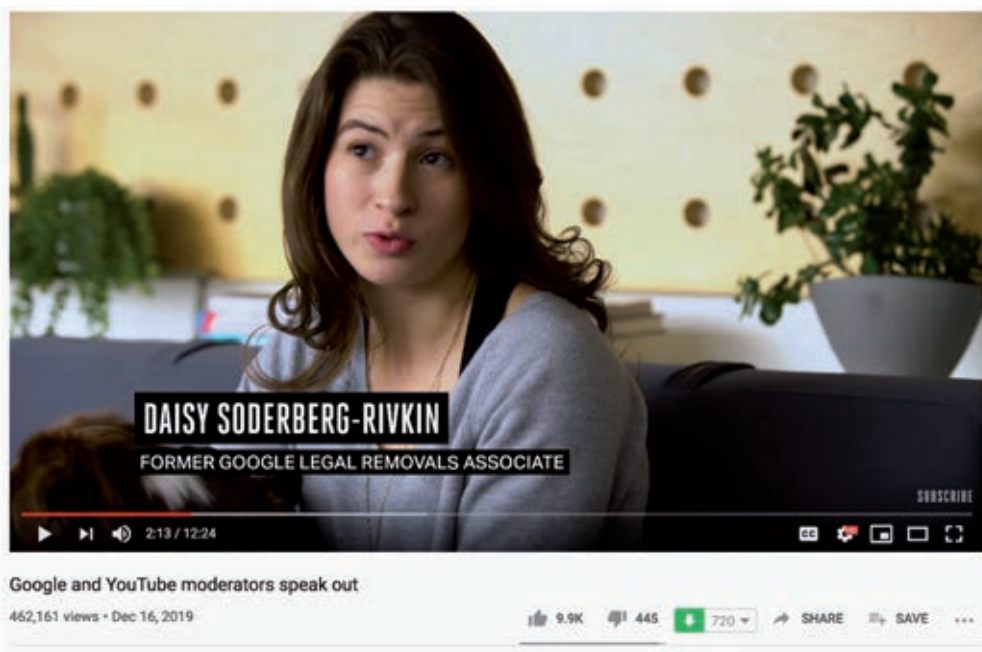 DAISY SODERBERG-RIVKIN
FORMER GOOGLE LEGAL REMOVALS ASSOCIATE
SUBSCRIBE
2:13 / 12:24
CC
Google and YouTube moderators speak out
462,161 views • Dec 16, 2019
9.9K 445 720 SHARE SAVE